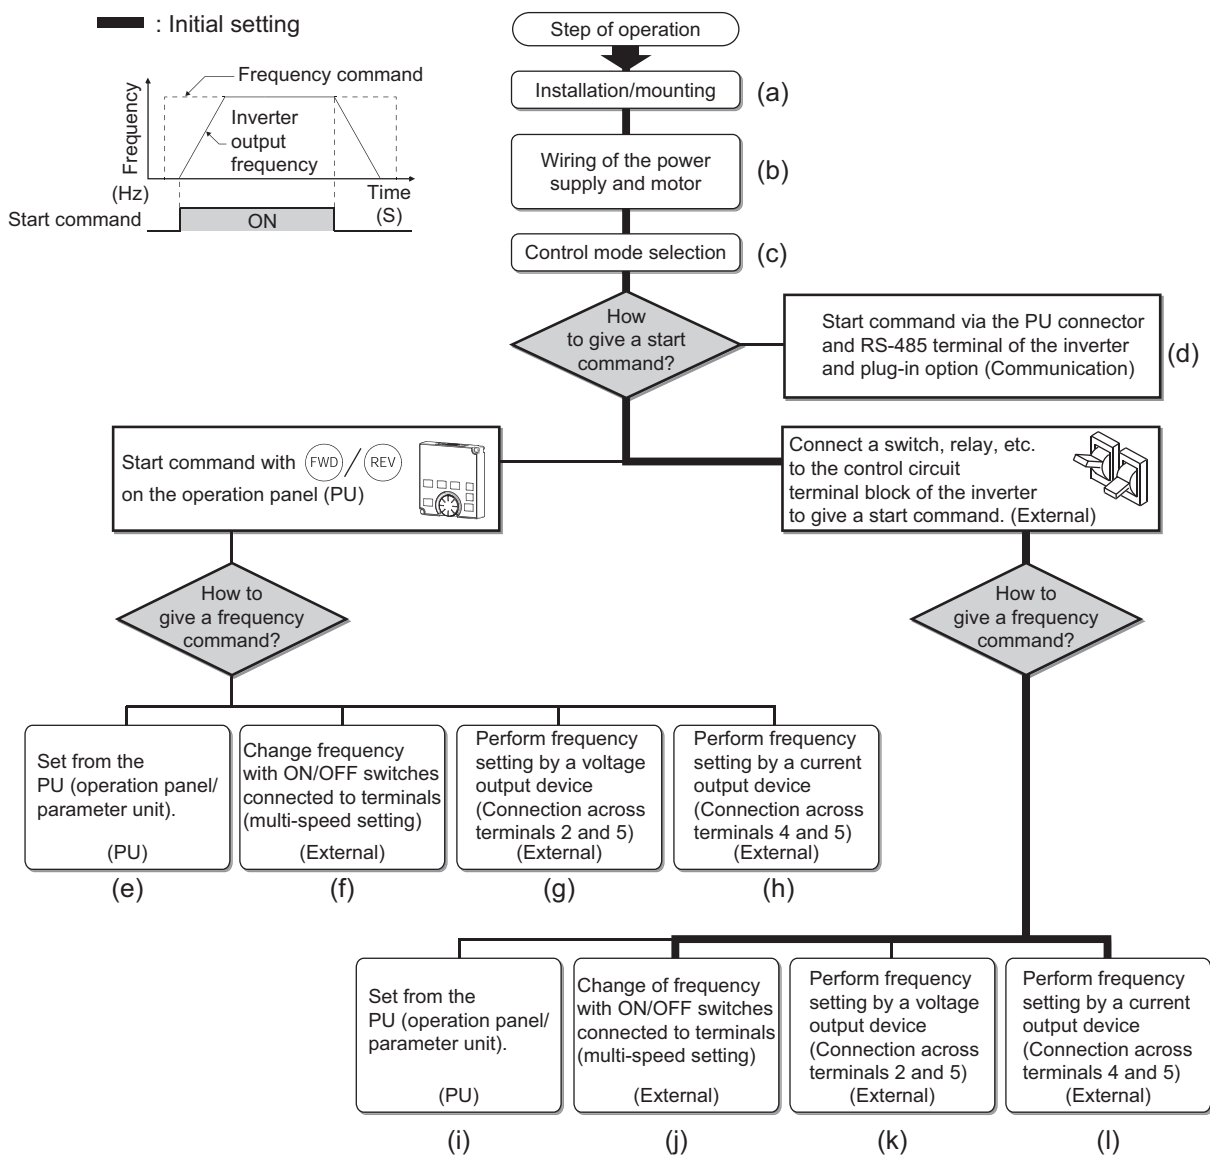 : Initial setting
Frequency command
Inverter
output
frequency
Frequency
(Hz)
Time
(S)
Start command
ON
Step of operation
Installation/mounting
(a)
Wiring of the power
supply and motor
(b)
Control mode selection
(c)
How
to give a start
command?
Start command via the PU connector
and RS-485 terminal of the inverter
and plug-in option (Communication)
(d)
Start command with FWD / REV
on the operation panel (PU)
Connect a switch, relay, etc.
to the control circuit
terminal block of the inverter
to give a start command. (External)
How to
give a frequency
command?
How to
give a frequency
command?
Set from the
PU (operation panel/
parameter unit).
(PU)
(e)
Change frequency
with ON/OFF switches
connected to terminals
(multi-speed setting)
(External)
(f)
Perform frequency
setting by a voltage
output device
(Connection across
terminals 2 and 5)
(External)
(g)
Perform frequency
setting by a current
output device
(Connection across
terminals 4 and 5)
(External)
(h)
Set from the
PU (operation panel/
parameter unit).
(PU)
(i)
Change of frequency
with ON/OFF switches
connected to terminals
(multi-speed setting)
(External)
(j)
Perform frequency
setting by a voltage
output device
(Connection across
terminals 2 and 5)
(External)
(k)
Perform frequency
setting by a current
output device
(Connection across
terminals 4 and 5)
(External)
(l)